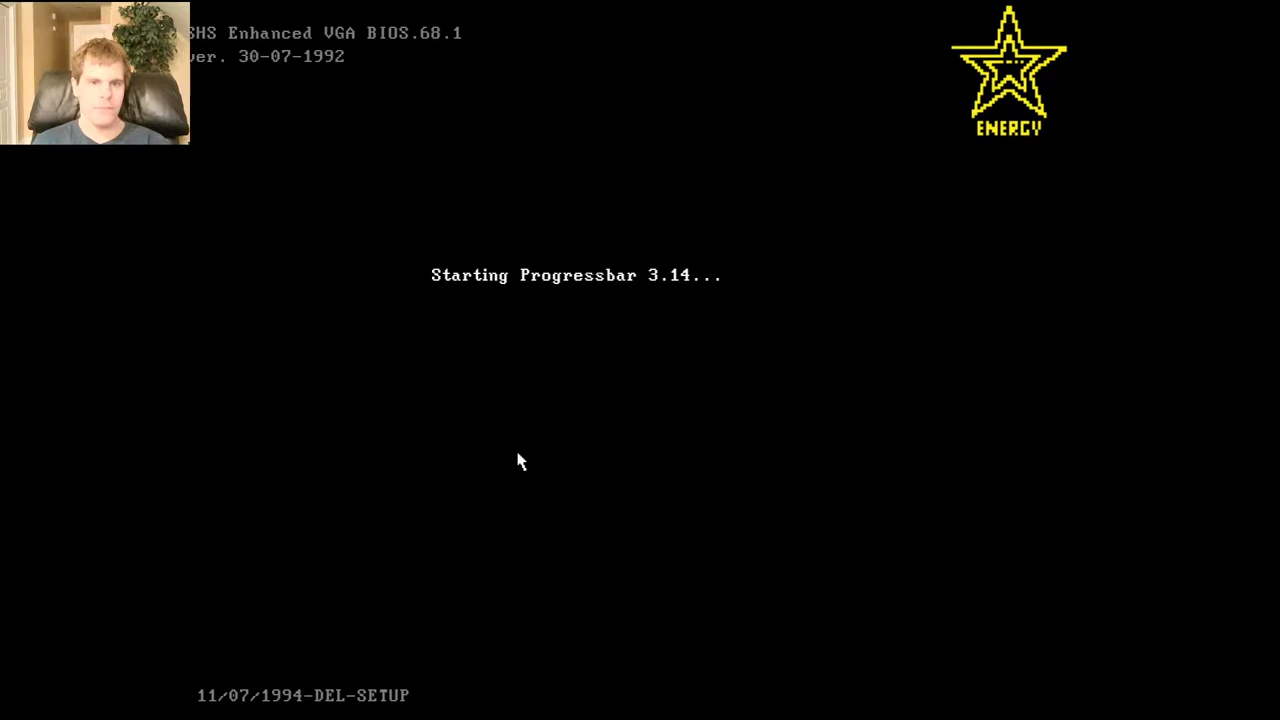 SHS Enhanced VGA BIOS.68.1
ver. 30-07-1992
ENERGY
Starting Progressbar 3.14...
11/07/1994-DEL-SETUP